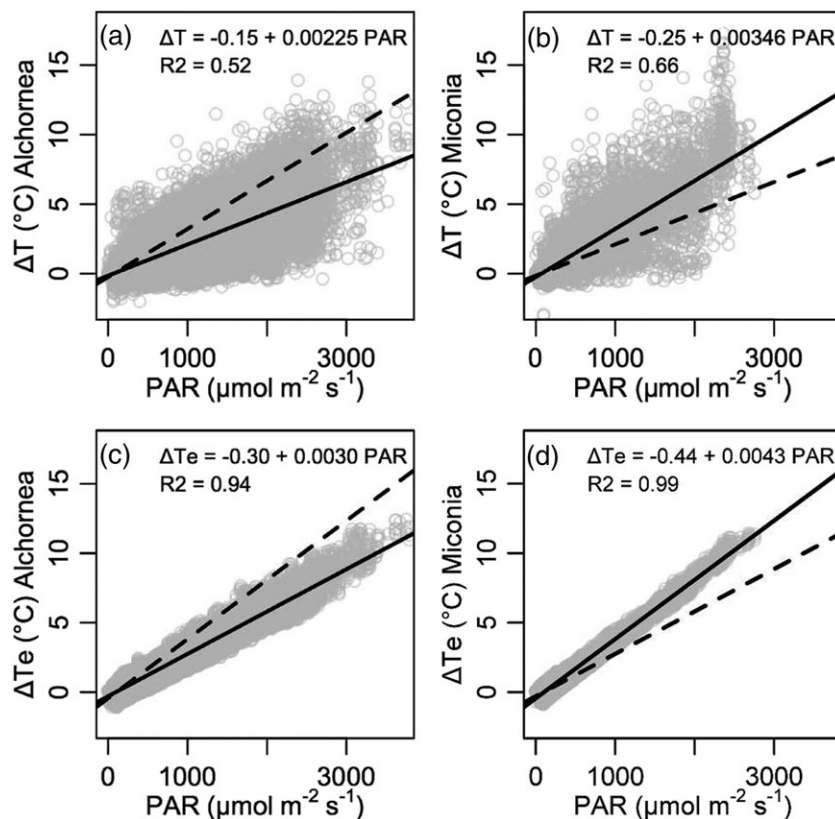 (a) ΔT = -0.15 + 0.00225 PAR
R2 = 0.52
ΔT (°C) Alchornea
15
10
5
0
0 1000 3000
PAR (μmol m⁻² s⁻¹)
(b) ΔT = -0.25 + 0.00346 PAR
R2 = 0.66
ΔT (°C) Miconia
15
10
5
0
0 1000 3000
PAR (μmol m⁻² s⁻¹)
(c) ΔTe = -0.30 + 0.0030 PAR
R2 = 0.94
ΔTe (°C) Alchornea
15
10
5
0
0 1000 3000
PAR (μmol m⁻² s⁻¹)
(d) ΔTe = -0.44 + 0.0043 PAR
R2 = 0.99
ΔTe (°C) Miconia
15
10
5
0
0 1000 3000
PAR (μmol m⁻² s⁻¹)